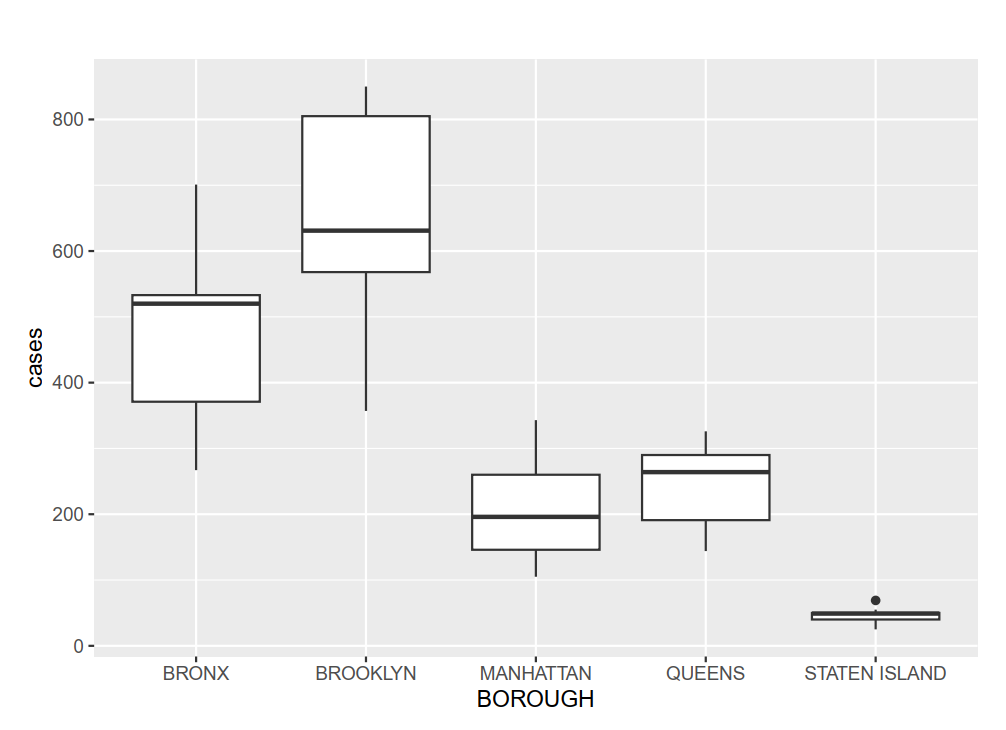 800
600
400
200
0
cases
BRONX BROOKLYN MANHATTAN QUEENS STATEN ISLAND
BOROUGH